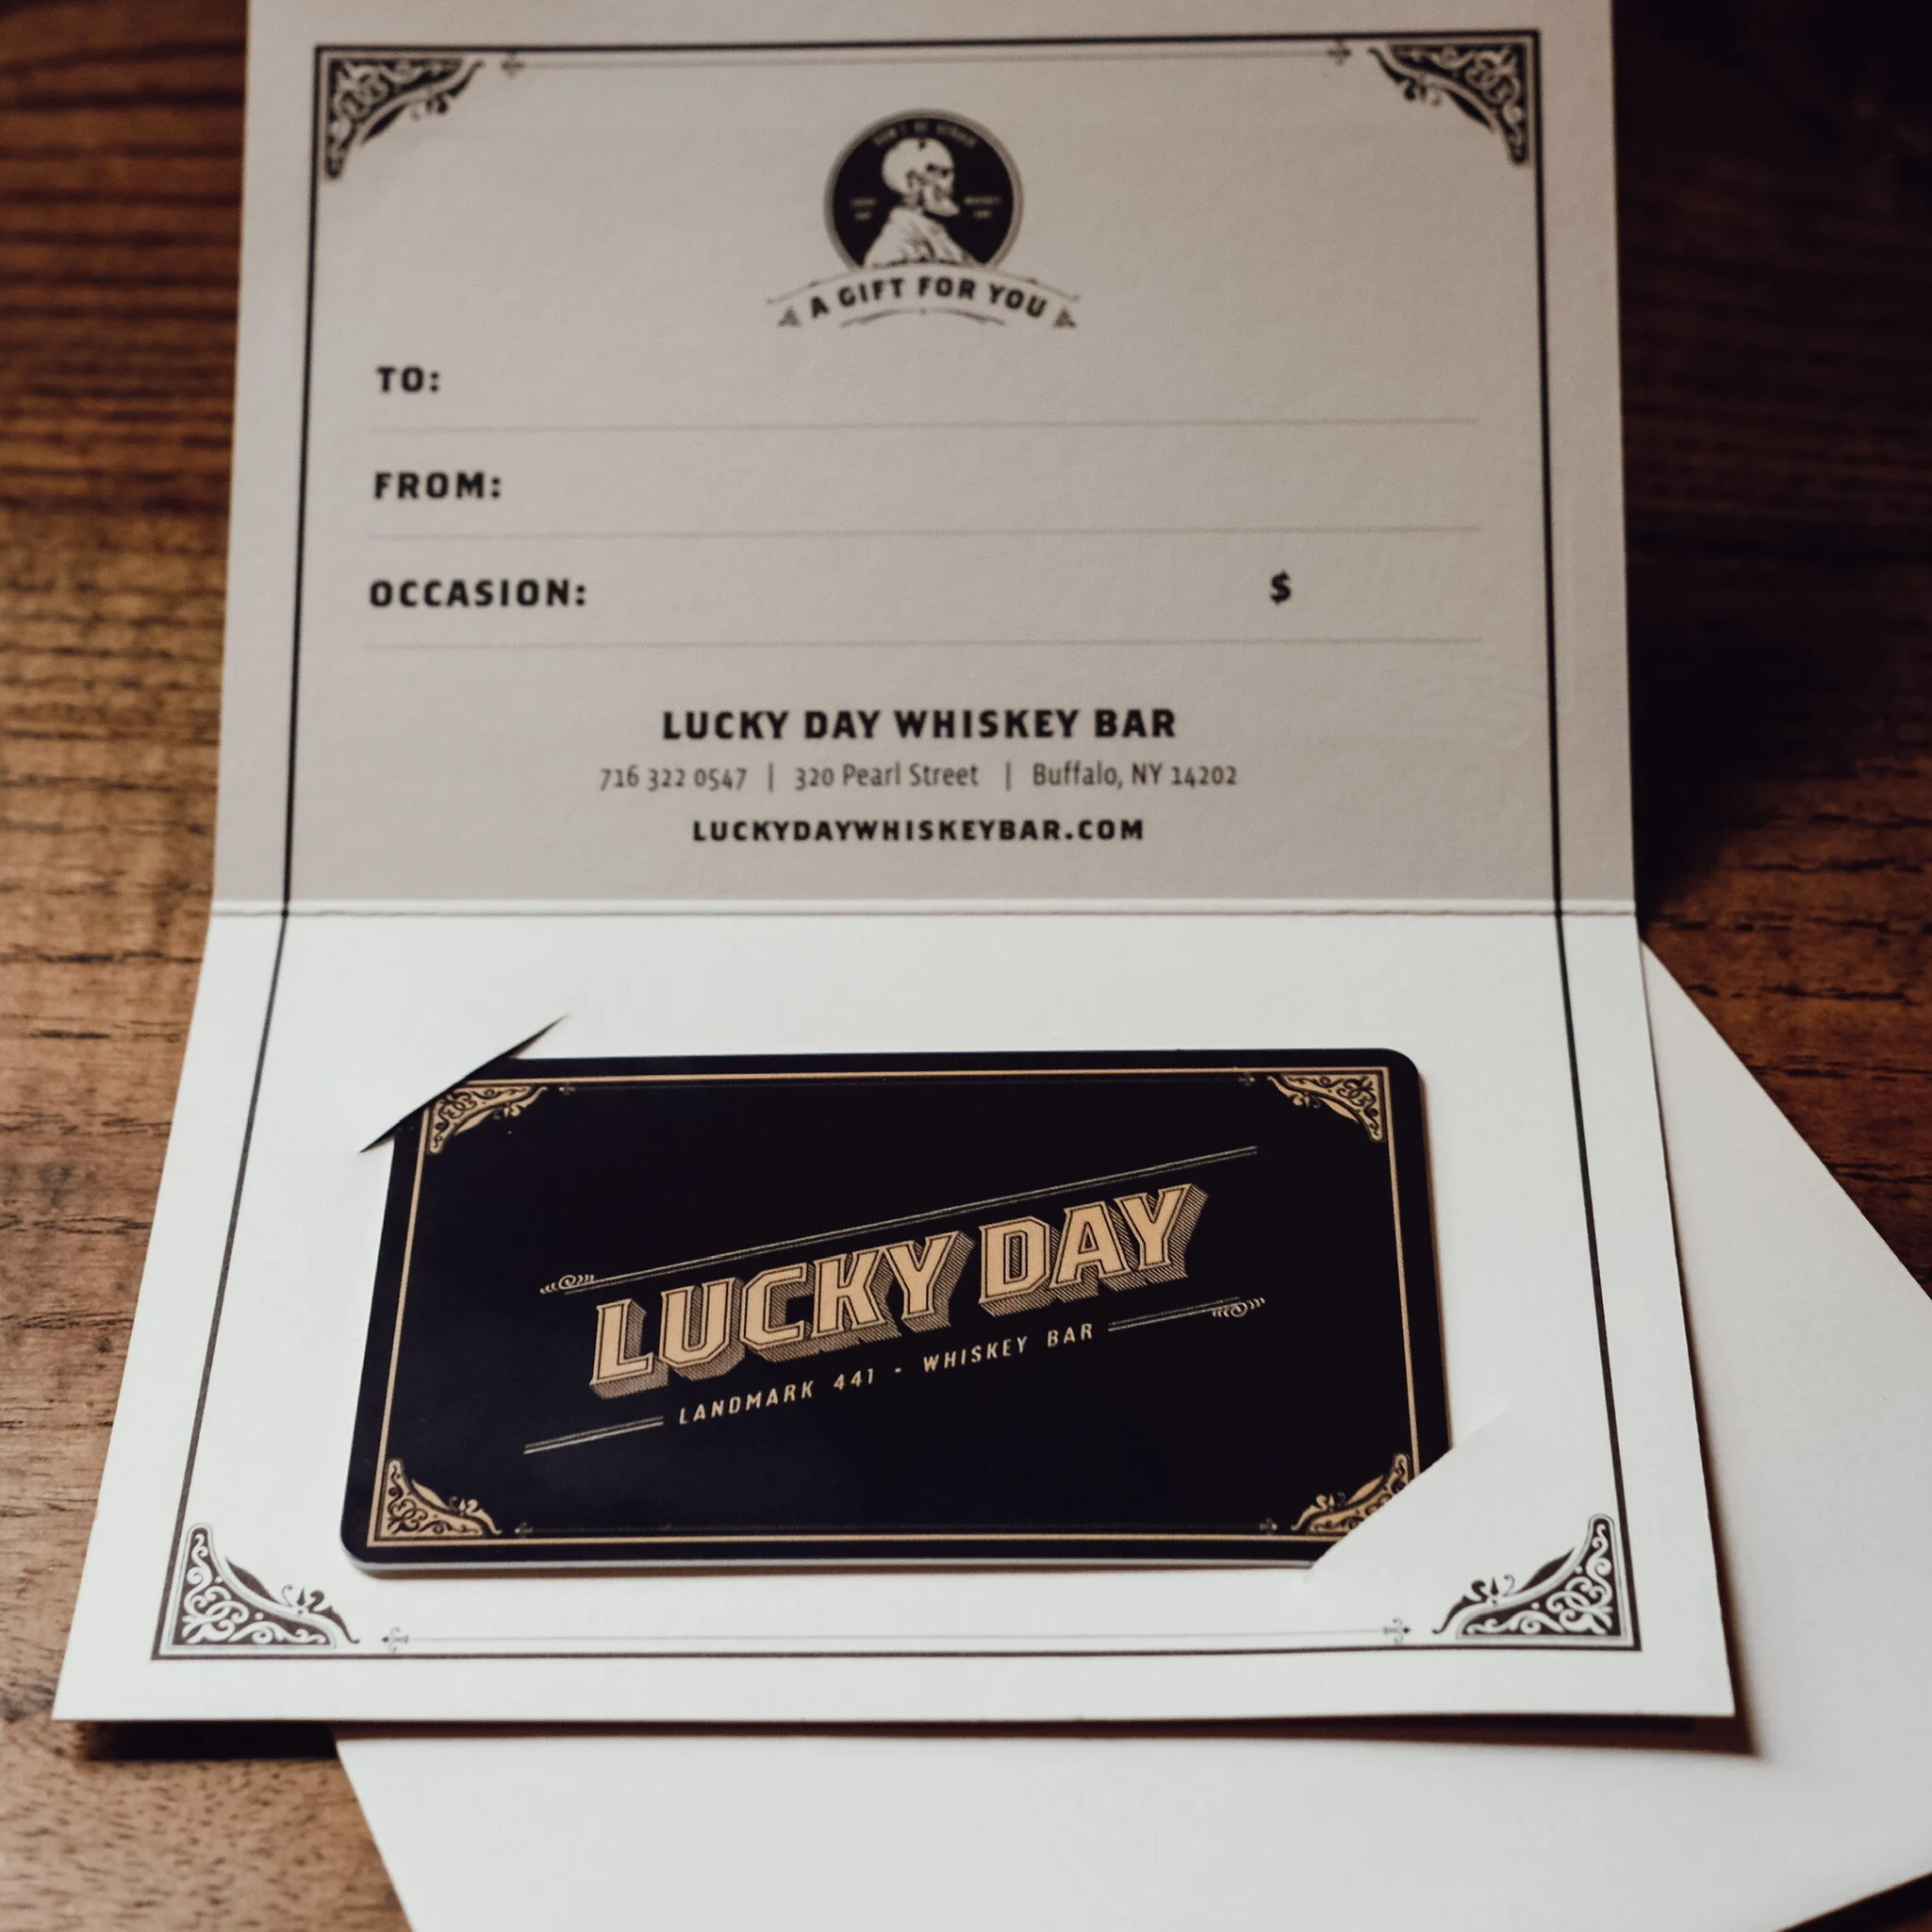 A GIFT FOR YOU
TO:
FROM:
OCCASION: $
LUCKY DAY WHISKEY BAR
716 322 0547 | 320 Pearl Street | Buffalo, NY 14202
LUCKYDAYWHISKEYBAR.COM
LUCKY DAY
LANDMARK 441 - WHISKEY BAR